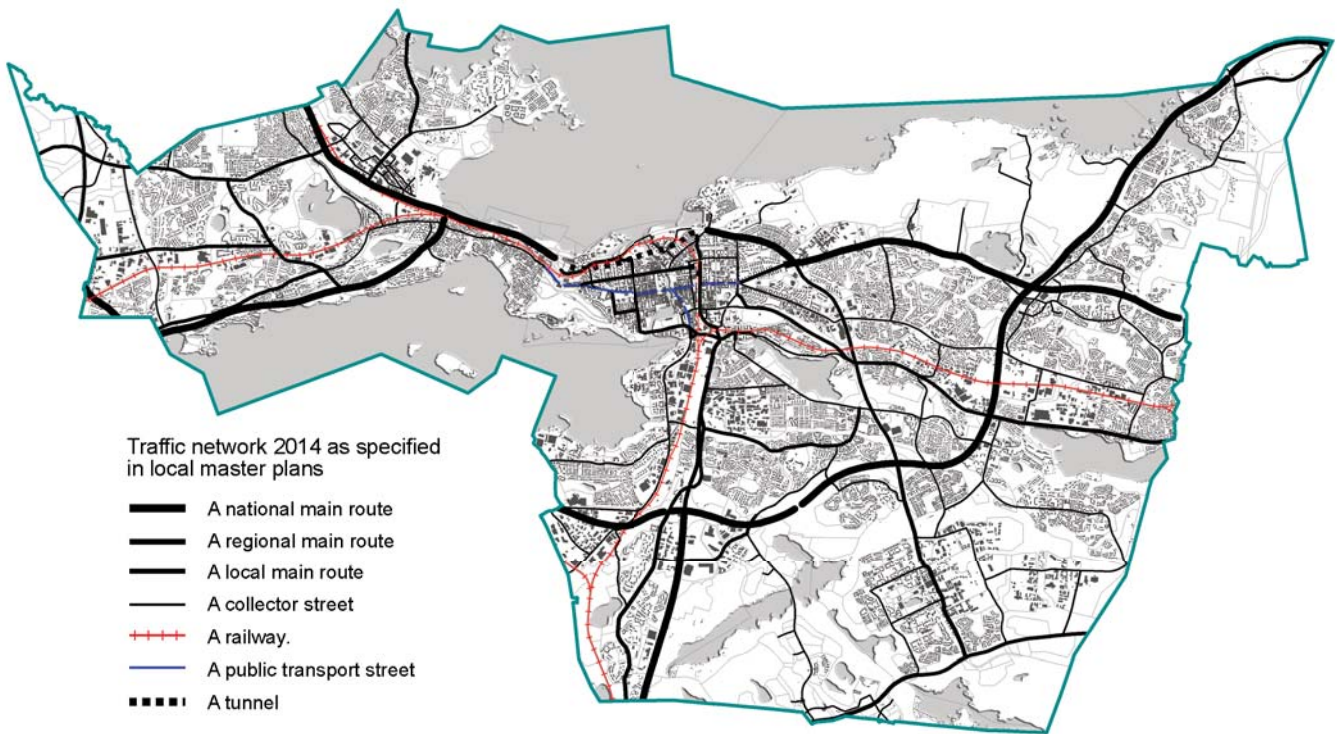 Traffic network 2014 as specified
in local master plans
A national main route
A regional main route
A local main route
A collector street
A railway.
A public transport street
A tunnel